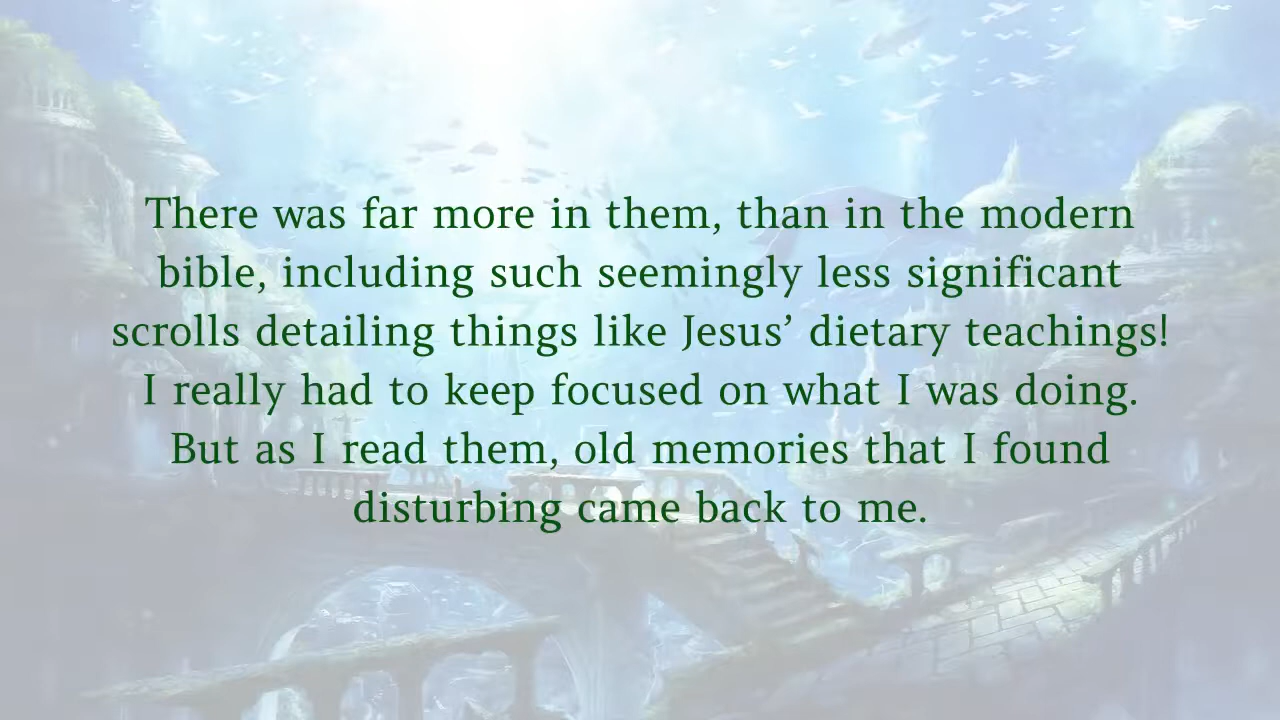 There was far more in them, than in the modern
bible, including such seemingly less significant
scrolls detailing things like Jesus’ dietary teachings!
I really had to keep focused on what I was doing.
But as I read them, old memories that I found
disturbing came back to me.